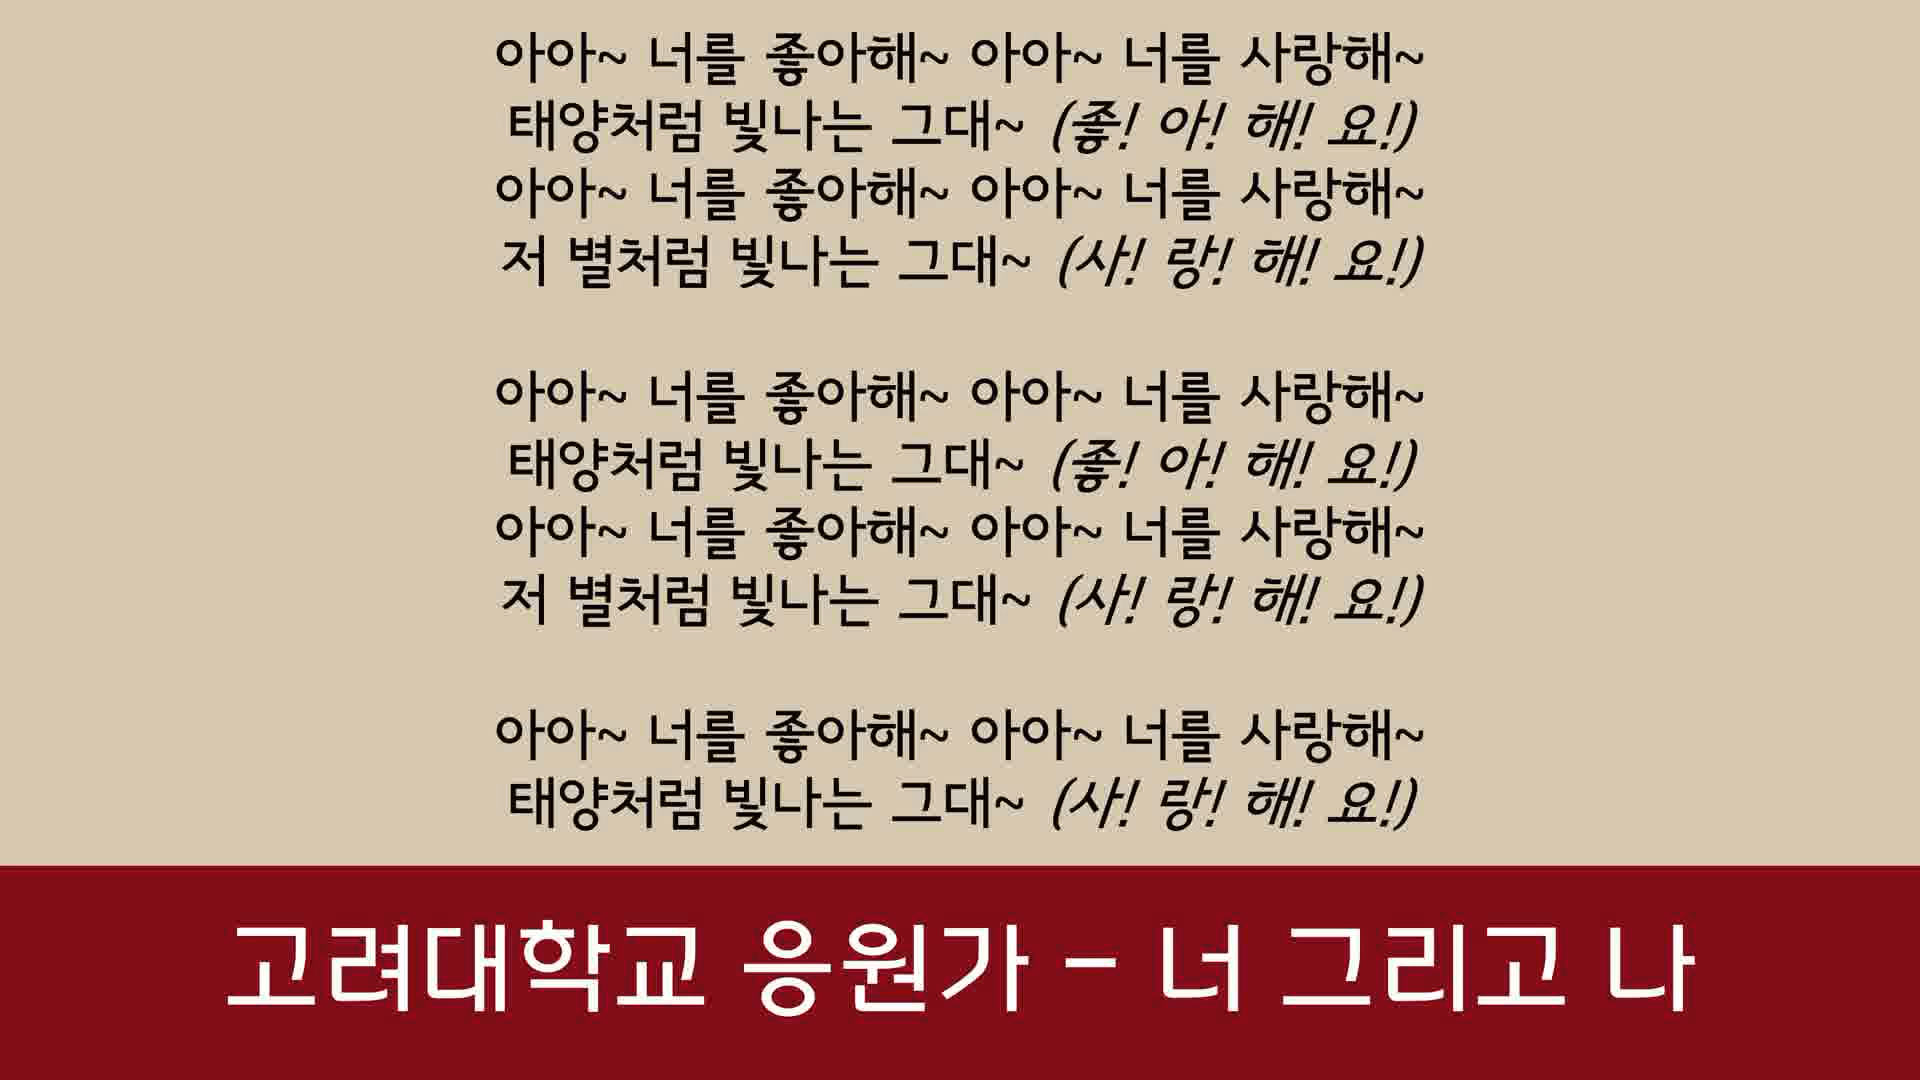 아아~ 너를 좋아해~ 아아~ 너를 사랑해~
태양처럼 빛나는 그대~ (좋! 아! 해! 요!)
아아~ 너를 좋아해~ 아아~ 너를 사랑해~
저 별처럼 빛나는 그대~ (사! 랑! 해! 요!)

아아~ 너를 좋아해~ 아아~ 너를 사랑해~
태양처럼 빛나는 그대~ (좋! 아! 해! 요!)
아아~ 너를 좋아해~ 아아~ 너를 사랑해~
저 별처럼 빛나는 그대~ (사! 랑! 해! 요!)

아아~ 너를 좋아해~ 아아~ 너를 사랑해~
태양처럼 빛나는 그대~ (사! 랑! 해! 요!)
고려대학교 응원가 - 너 그리고 나